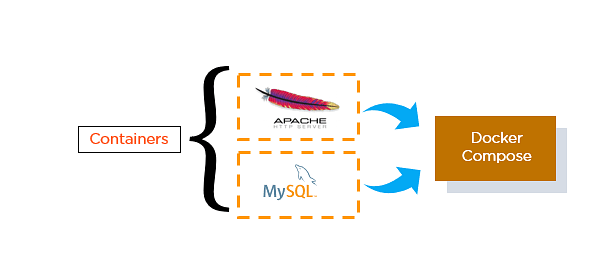 Containers
APACHE
HTTP SERVER
MySQL
Docker
Compose